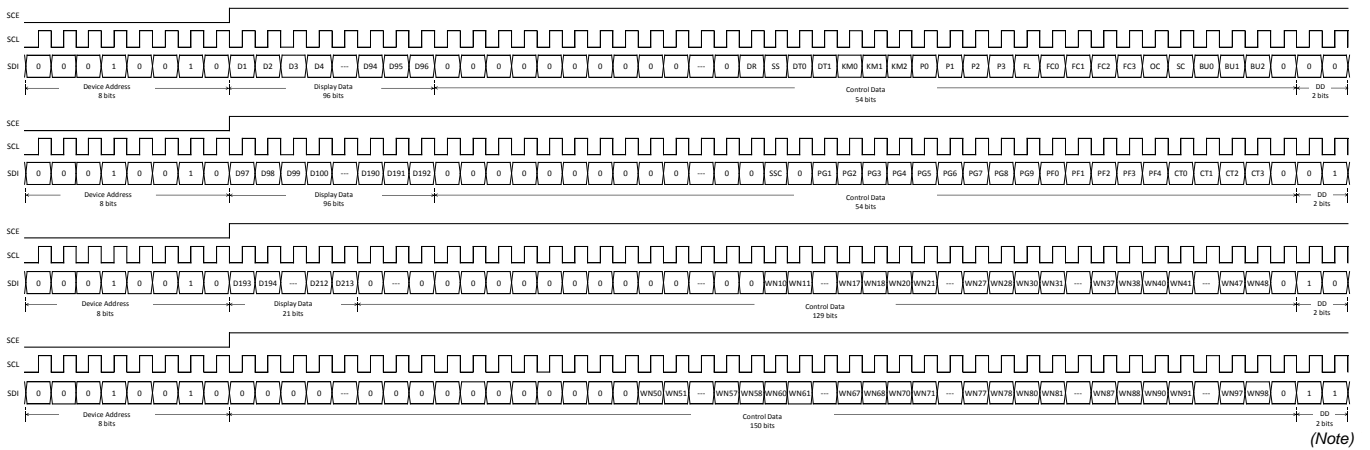 SCE
SCL
SDI 0 0 0 1 0 0 1 0 D1 D2 D3 D4 --- D94 D95 D96 0 0 0 0 0 0 0 0 0 0 --- 0 DR SS DT0 DT1 KM0 KM1 KM2 P0 P1 P2 P3 FL FC0 FC1 FC2 FC3 OC SC BU0 BU1 BU2 0 0 0
Device Address Display Data Control Data DD
8 bits 96 bits 54 bits 2 bits
SCE
SCL
SDI 0 0 0 1 0 0 1 0 D97 D98 D99 D100 --- D190 D191 D192 0 0 0 0 0 0 0 0 0 0 --- 0 0 SSC 0 PG1 PG2 PG3 PG4 PG5 PG6 PG7 PG8 PG9 PF0 PF1 PF2 PF3 PF4 CT0 CT1 CT2 CT3 0 0 1
Device Address Display Data Control Data DD
8 bits 96 bits 54 bits 2 bits
SCE
SCL
SDI 0 0 0 1 0 0 1 0 D193 D194 --- D212 D213 0 --- 0 0 0 0 0 0 0 0 0 0 0 --- 0 0 WN10 WN11 --- WN17 WN18 WN20 WN21 --- WN27 WN28 WN30 WN31 --- WN37 WN38 WN40 WN41 --- WN47 WN48 0 1 0
Device Address Display Data Control Data DD
8 bits 21 bits 129 bits 2 bits
SCE
SCL
SDI 0 0 0 1 0 0 1 0 0 0 0 0 --- 0 0 0 0 0 0 0 0 0 0 0 WN50 WN51 --- WN57 WN58 WN60 WN61 --- WN67 WN68 WN70 WN71 --- WN77 WN78 WN80 WN81 --- WN87 WN88 WN90 WN91 --- WN97 WN98 0 1 1
Device Address Control Data DD
8 bits 150 bits 2 bits
(Note)